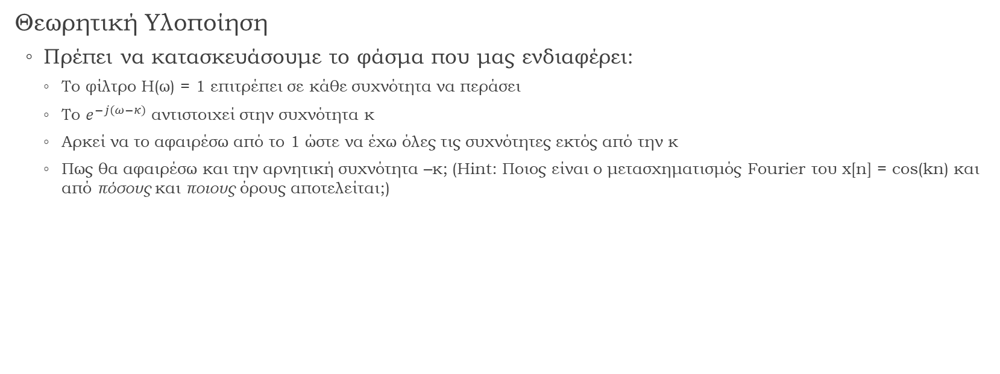 Θεωρητική Υλοποίηση
◦ Πρέπει να κατασκευάσουμε το φάσμα που μας ενδιαφέρει:
◦ Το φίλτρο H(ω) = 1 επιτρέπει σε κάθε συχνότητα να περάσει
◦ Το $e^{-j(\omega-\kappa)}$ αντιστοιχεί στην συχνότητα κ
◦ Αρκεί να το αφαιρέσω από το 1 ώστε να έχω όλες τις συχνότητες εκτός από την κ
◦ Πως θα αφαιρέσω και την αρνητική συχνότητα –κ; (Hint: Ποιος είναι ο μετασχηματισμός Fourier του x[n] = cos(kn) και
από πόσους και ποιους όρους αποτελείται;)